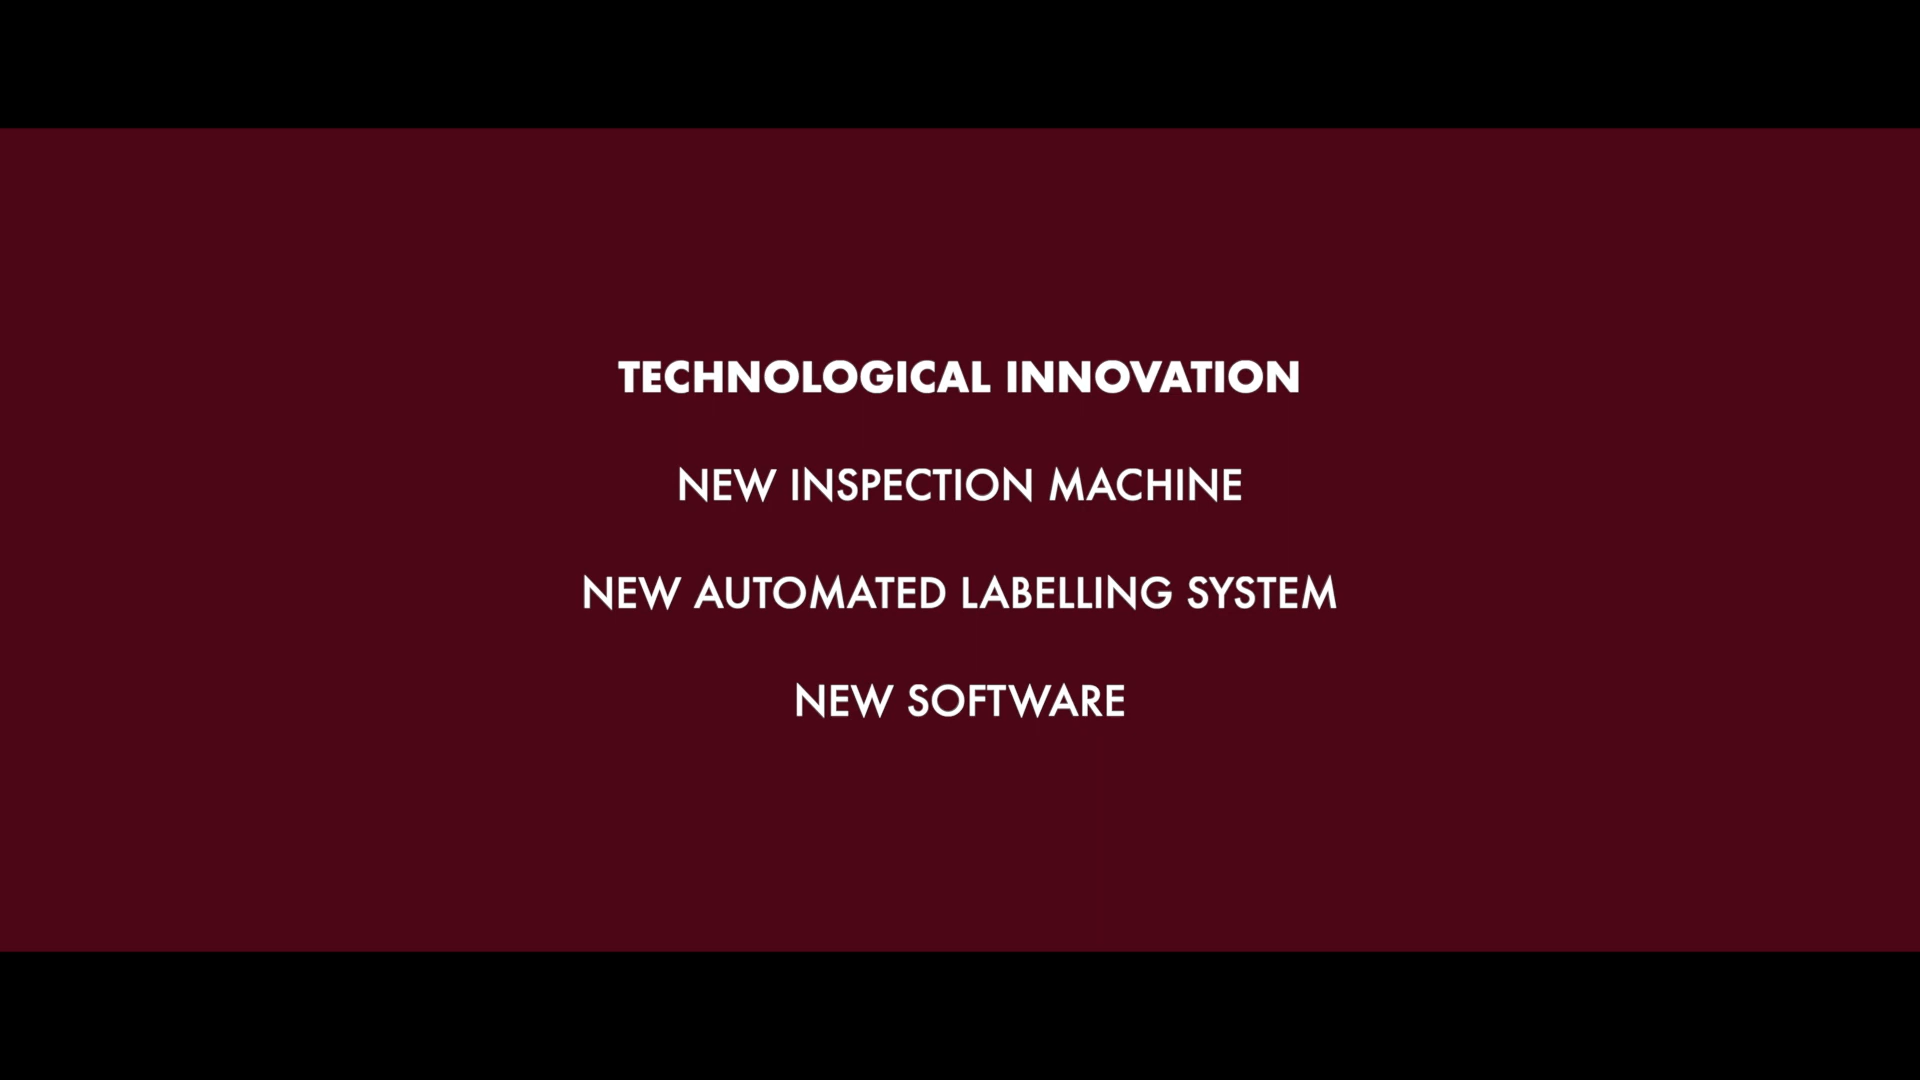 TECHNOLOGICAL INNOVATION
NEW INSPECTION MACHINE
NEW AUTOMATED LABELLING SYSTEM
NEW SOFTWARE